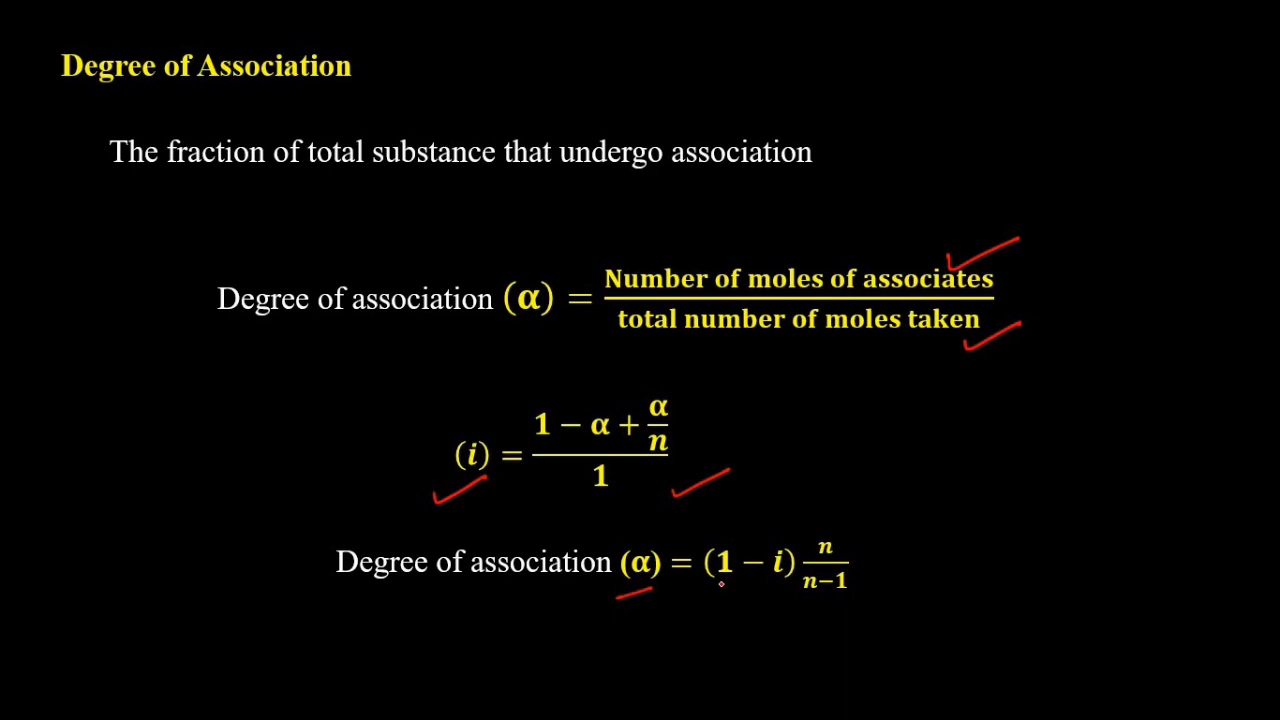 Degree of Association
The fraction of total substance that undergo association
Degree of association (α) = Number of moles of associates / total number of moles taken
(i) = 1 − α + α/n / 1
Degree of association (α) = (1 − i) n/n−1